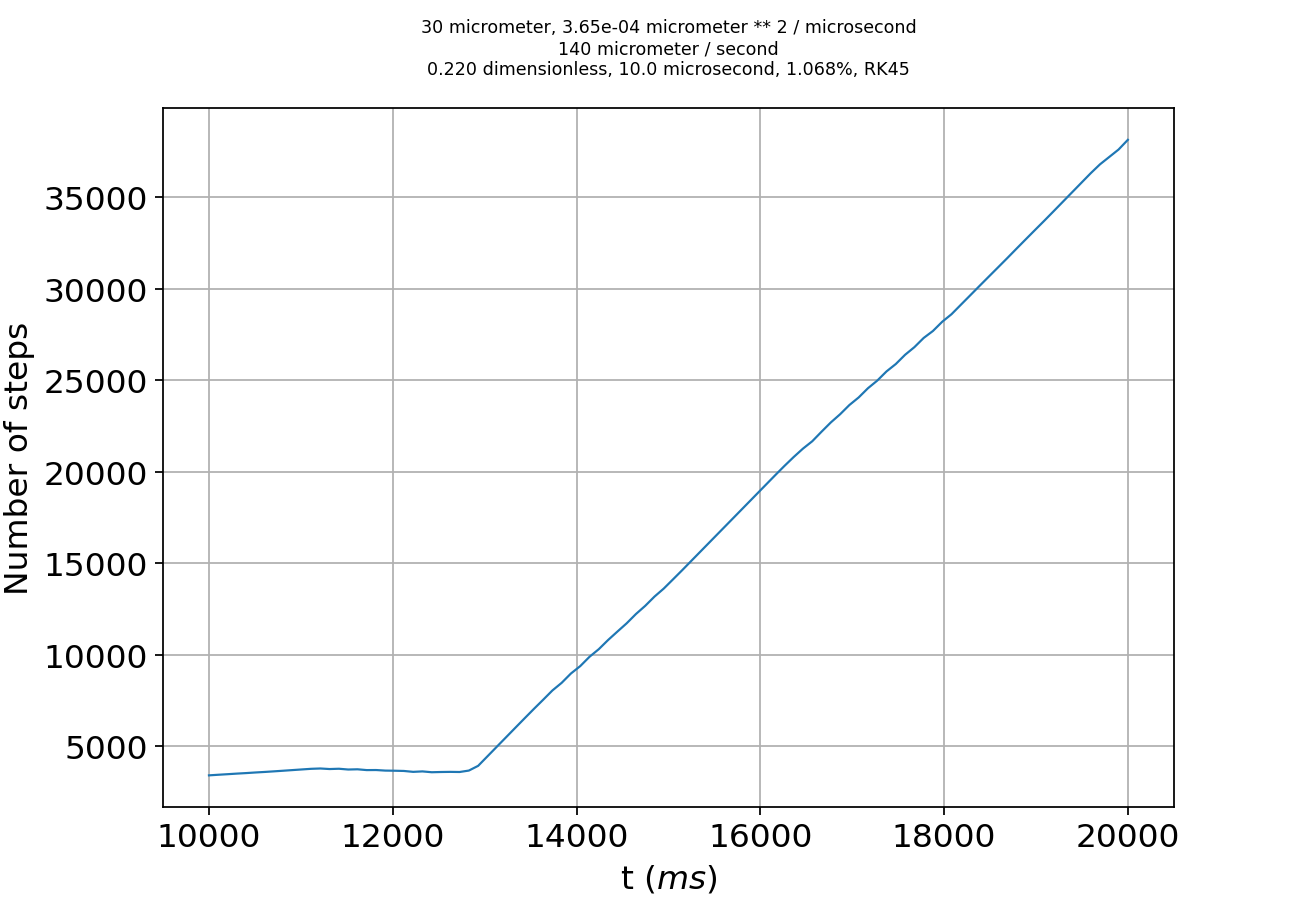 30 micrometer, 3.65e-04 micrometer ** 2 / microsecond
140 micrometer / second
0.220 dimensionless, 10.0 microsecond, 1.068%, RK45
Number of steps
35000
30000
25000
20000
15000
10000
5000
10000 12000 14000 16000 18000 20000
t (ms)